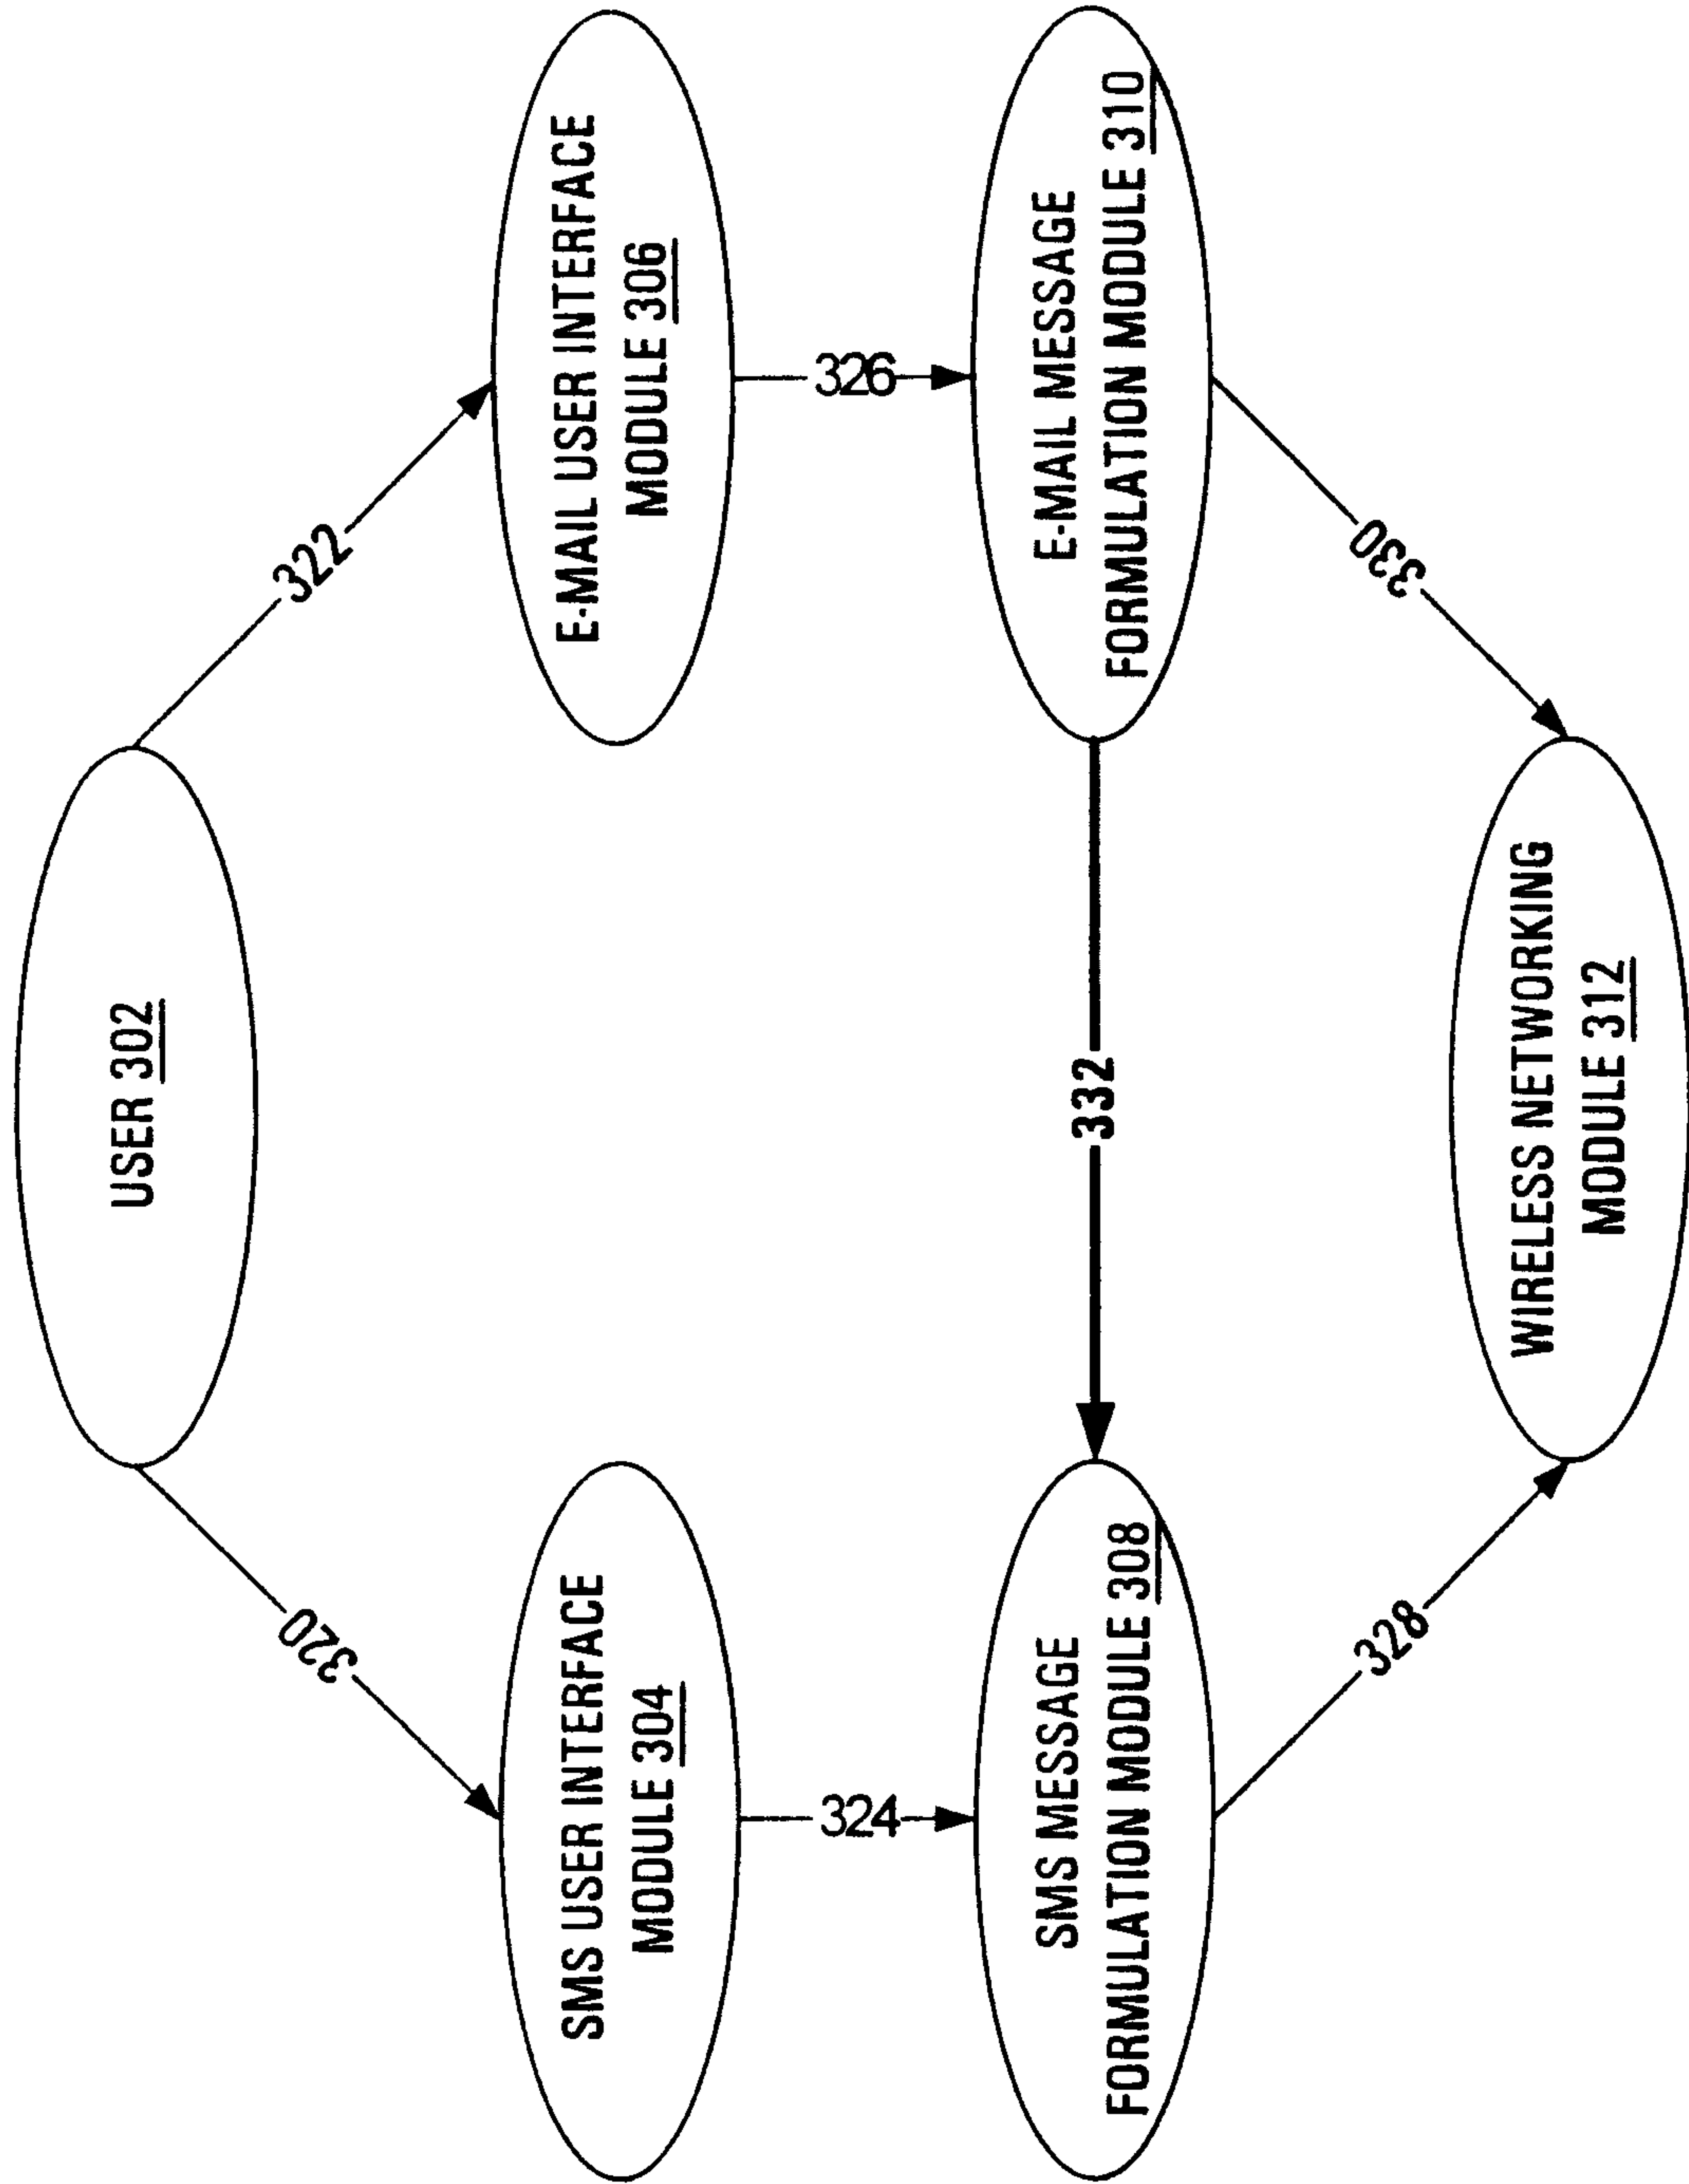 USER 302
320
322
SMS USER INTERFACE
MODULE 304
E-MAIL USER INTERFACE
MODULE 306
324
326
SMS MESSAGE
FORMULATION MODULE 308
332
E-MAIL MESSAGE
FORMULATION MODULE 310
328
330
WIRELESS NETWORKING
MODULE 312